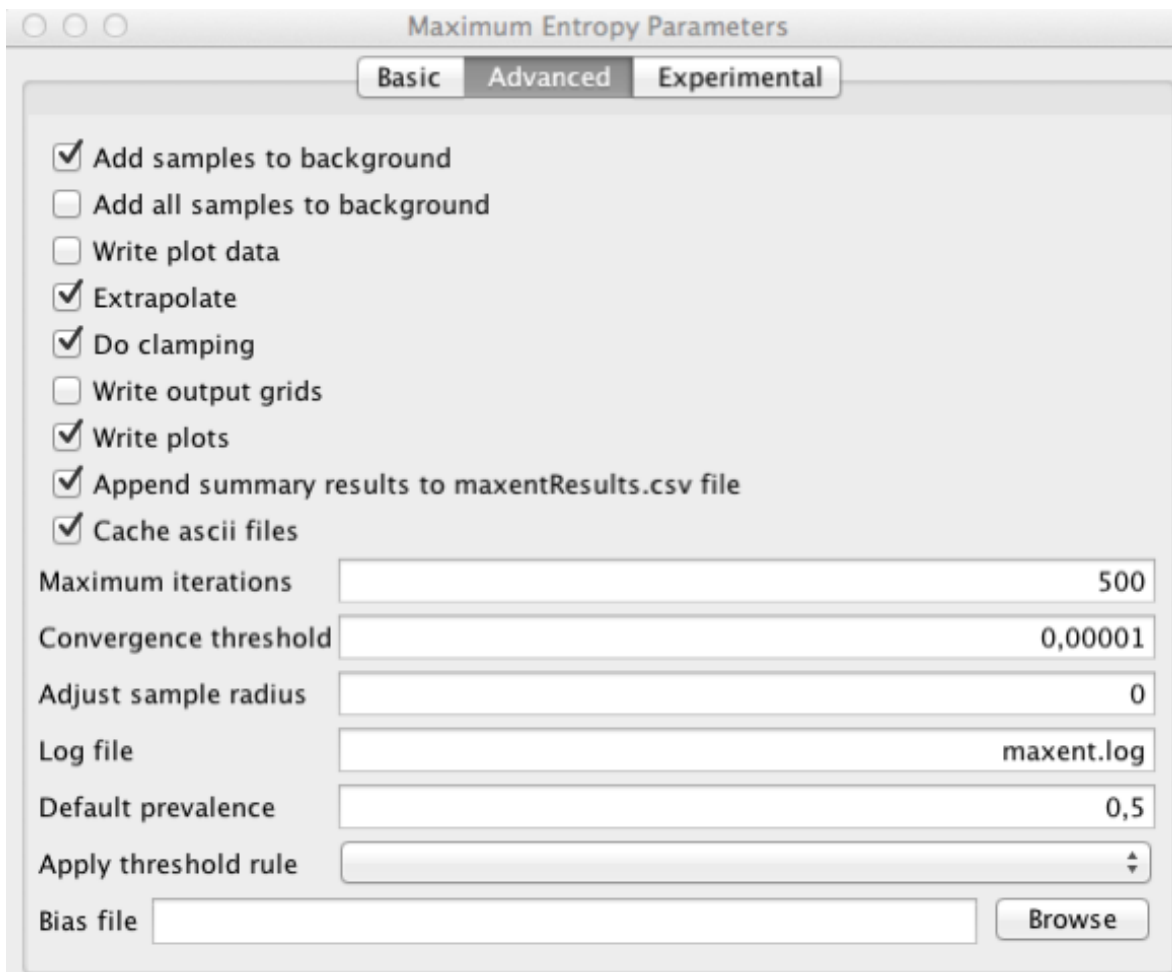 Maximum Entropy Parameters
Basic Advanced Experimental
Add samples to background
Add all samples to background
Write plot data
Extrapolate
Do clamping
Write output grids
Write plots
Append summary results to maxentResults.csv file
Cache ascii files
Maximum iterations 500
Convergence threshold 0,00001
Adjust sample radius 0
Log file maxent.log
Default prevalence 0,5
Apply threshold rule
Bias file Browse